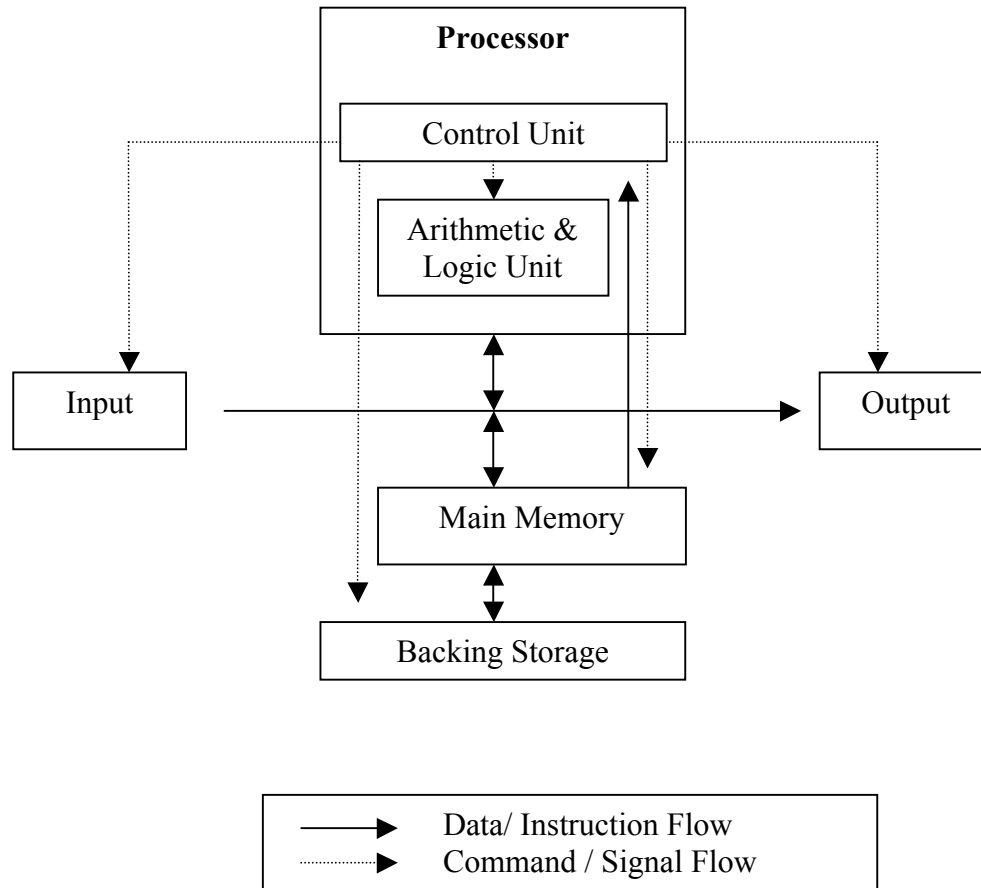 Processor
Control Unit
Arithmetic &
Logic Unit
Input
Output
Main Memory
Backing Storage
Data/ Instruction Flow
Command / Signal Flow